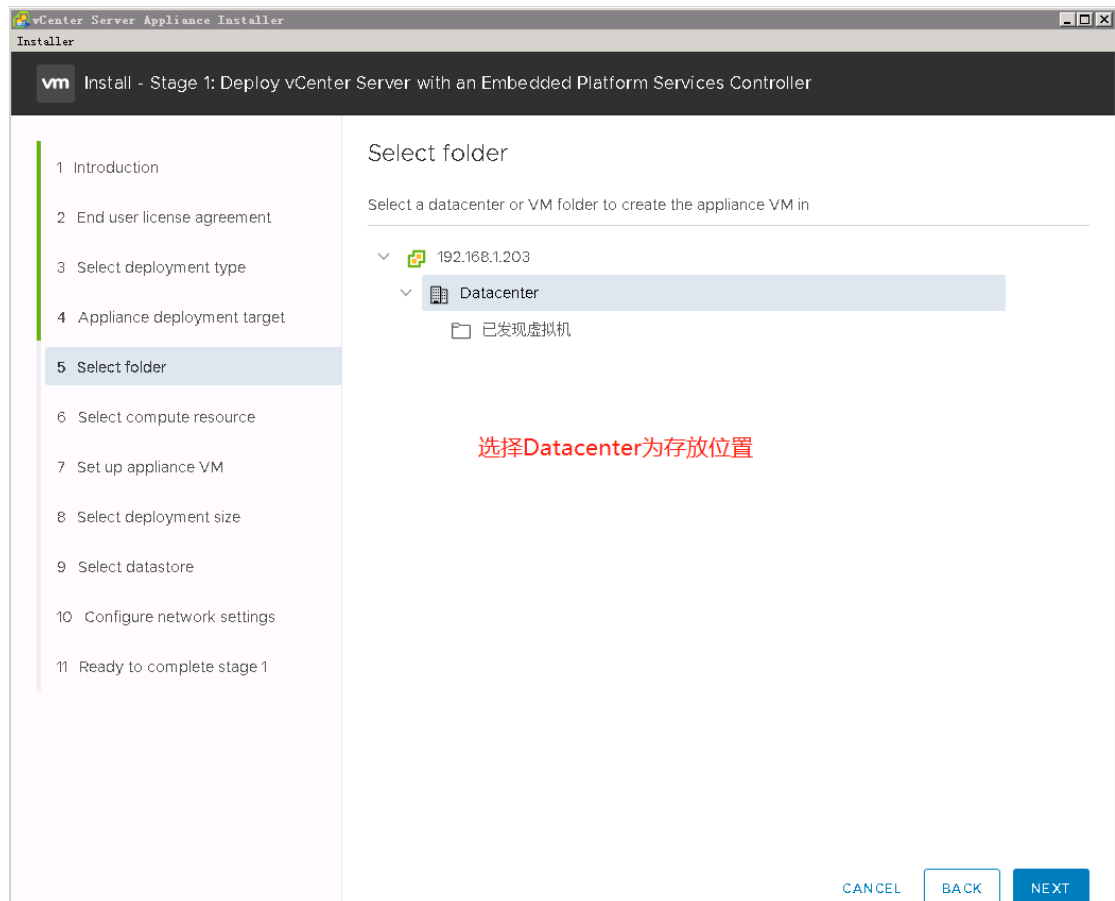 vCenter Server Appliance Installer
Installer
vm Install - Stage 1: Deploy vCenter Server with an Embedded Platform Services Controller
1 Introduction
2 End user license agreement
3 Select deployment type
4 Appliance deployment target
5 Select folder
6 Select compute resource
7 Set up appliance VM
8 Select deployment size
9 Select datastore
10 Configure network settings
11 Ready to complete stage 1
Select folder
Select a datacenter or VM folder to create the appliance VM in
192.168.1.203
Datacenter
已发现虚拟机
选择Datacenter为存放位置
CANCEL BACK NEXT